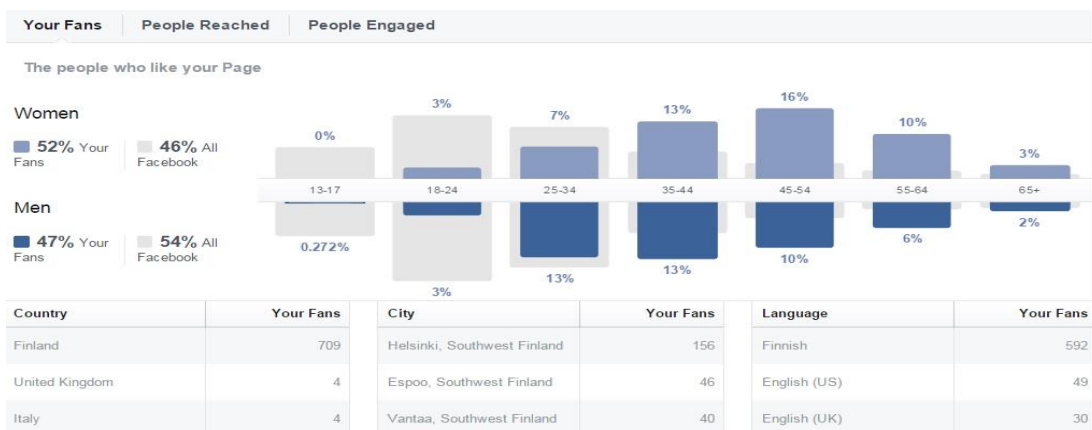 Your Fans People Reached People Engaged
The people who like your Page
Women
52% Your Fans
46% All Facebook
0% 3% 7% 13% 16% 10% 3%
13-17 18-24 25-34 35-44 45-54 55-64 65+
Men
47% Your Fans
54% All Facebook
0.272% 3% 13% 13% 10% 6% 2%
Country Your Fans City Your Fans Language Your Fans
Finland 709 Helsinki, Southwest Finland 156 Finnish 592
United Kingdom 4 Espoo, Southwest Finland 46 English (US) 49
Italy 4 Vantaa, Southwest Finland 40 English (UK) 30